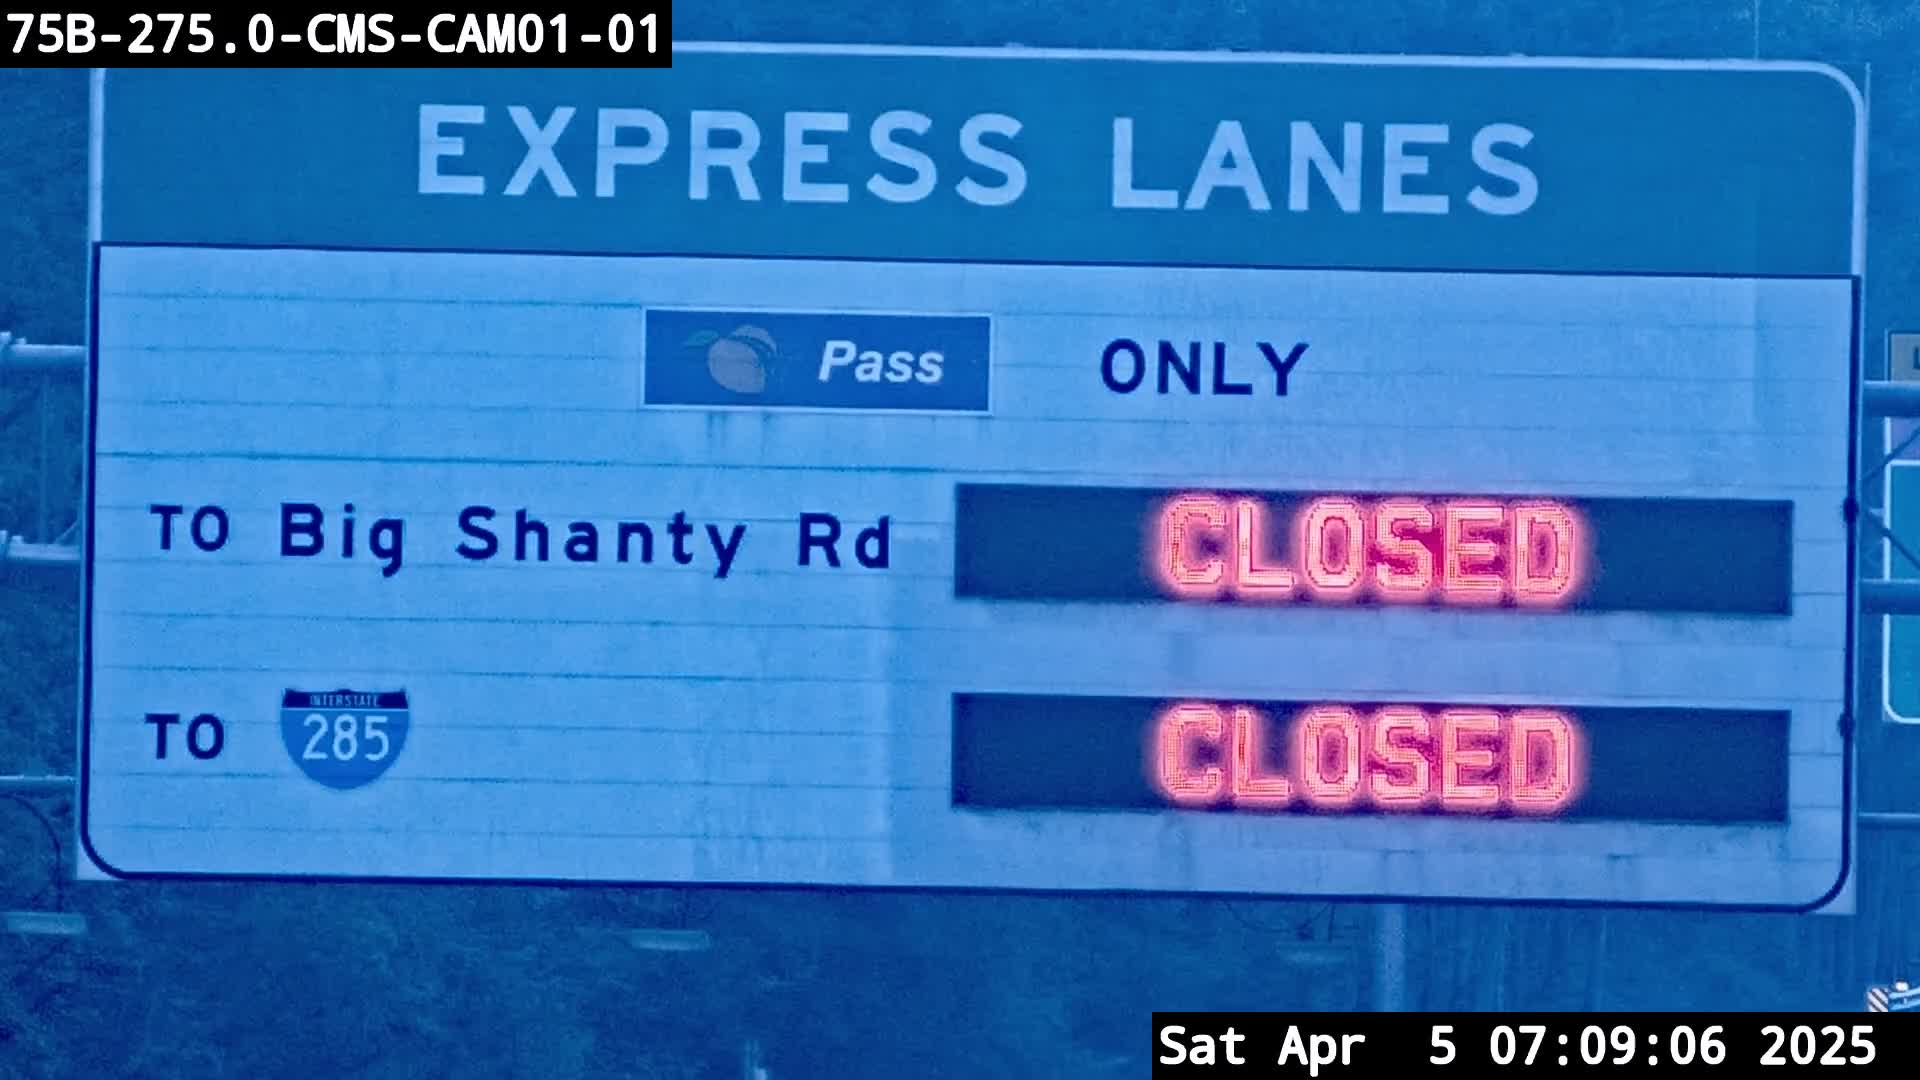 75B-275.0-CMS-CAM01-01
EXPRESS LANES
Pass ONLY
TO Big Shanty Rd CLOSED
TO INTERSTATE 285 CLOSED
Sat Apr 5 07:09:06 2025